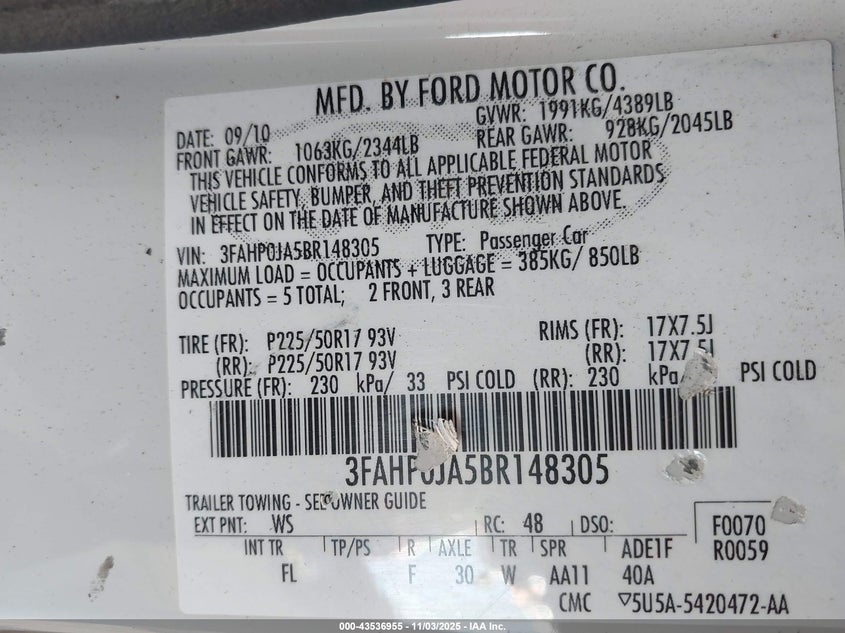 MFD. BY FORD MOTOR CO.
DATE: 09/10 GVWR: 1991KG/4389LB
FRONT GAWR: 1063KG/2344LB REAR GAWR: 928KG/2045LB
THIS VEHICLE CONFORMS TO ALL APPLICABLE FEDERAL MOTOR
VEHICLE SAFETY, BUMPER, AND THEFT PREVENTION STANDARDS
IN EFFECT ON THE DATE OF MANUFACTURE SHOWN ABOVE.
VIN: 3FAHP0JA5BR148305 TYPE: Passenger Car
MAXIMUM LOAD = OCCUPANTS + LUGGAGE = 385KG/ 850LB
OCCUPANTS = 5 TOTAL; 2 FRONT, 3 REAR
TIRE (FR): P225/50R17 93V RIMS (FR): 17X7.5J
(RR): P225/50R17 93V (RR): 17X7.5J
PRESSURE (FR): 230 kPa/ 33 PSI COLD (RR): 230 kPa/ PSI COLD
3FAHP0JA5BR148305
TRAILER TOWING - SEE OWNER GUIDE
EXT PNT: WS RC: 48 DSO: F0070
R0059
INT TR TP/PS R AXLE TR SPR ADE1F
FL F 30 W AA11 40A
CMC ▽5U5A-5420472-AA
000-43536955 - 11/03/2025 - IAA Inc.